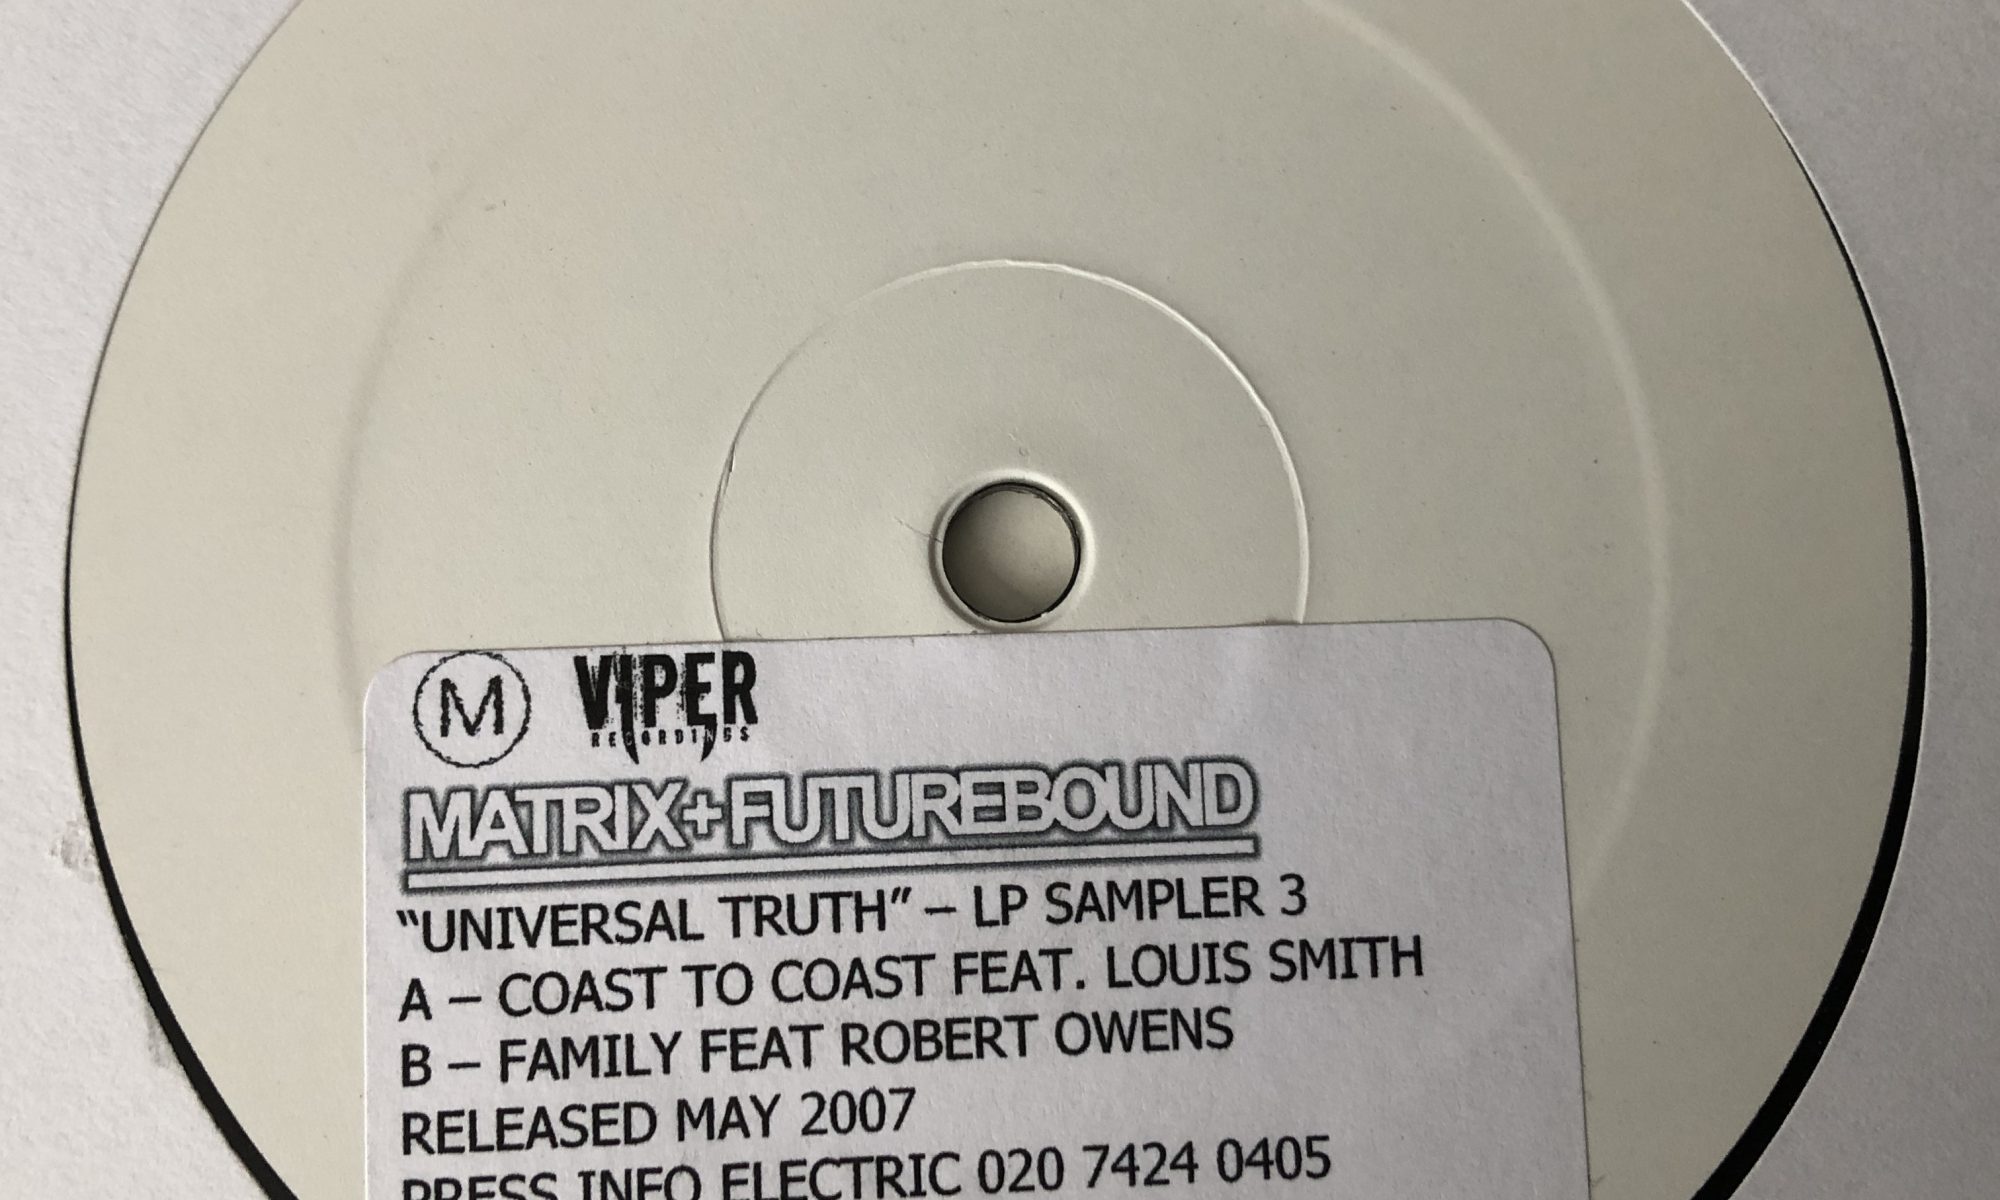 M VIPER
RECORDINGS
MATRIX+FUTUREBOUND
“UNIVERSAL TRUTH” – LP SAMPLER 3
A – COAST TO COAST FEAT. LOUIS SMITH
B – FAMILY FEAT ROBERT OWENS
RELEASED MAY 2007
PRESS INFO ELECTRIC 020 7424 0405